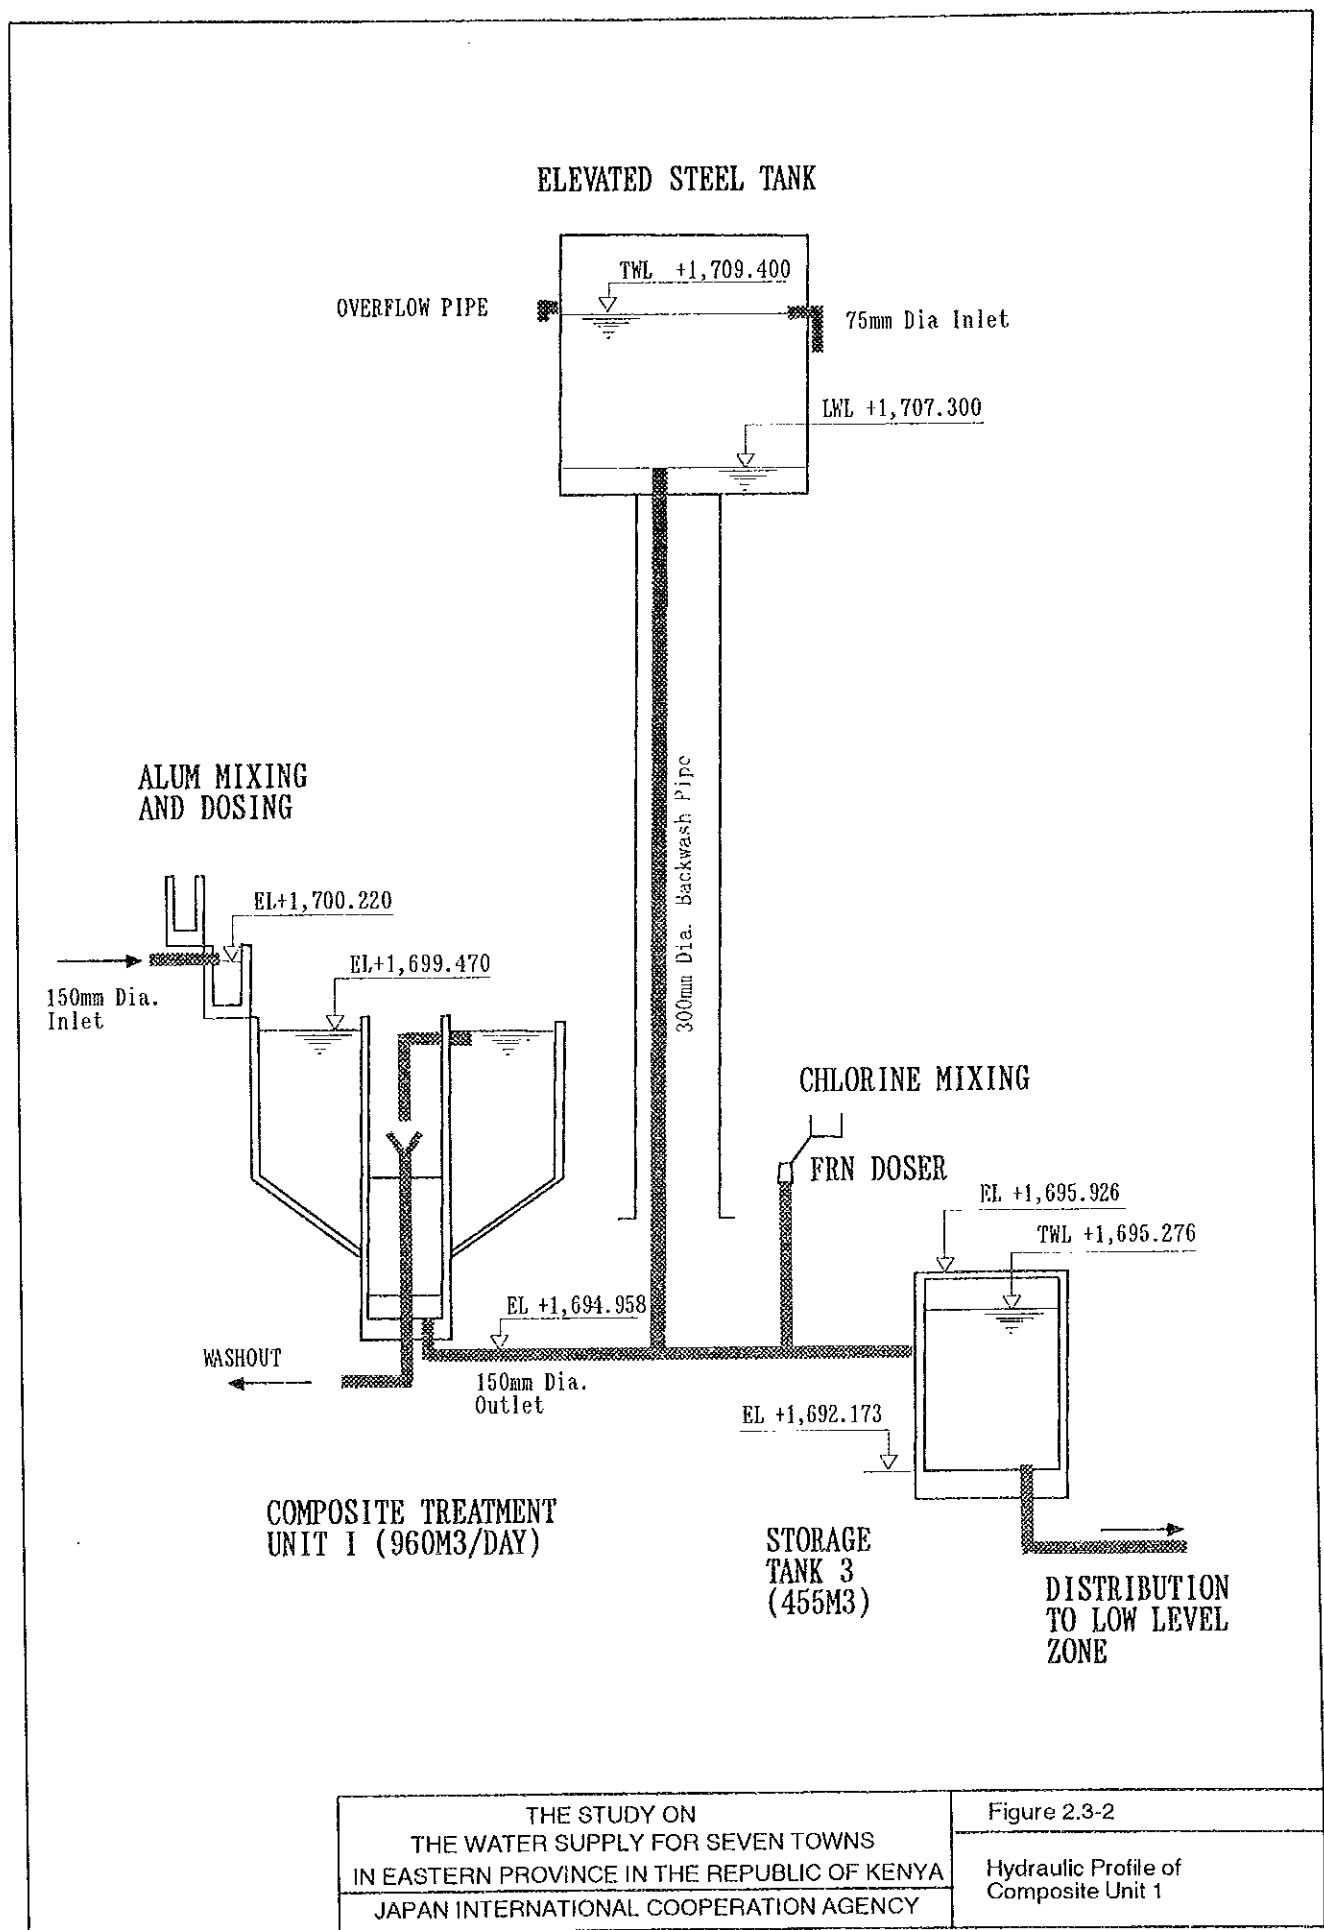 ELEVATED STEEL TANK
TWL +1,709.400
OVERFLOW PIPE
75mm Dia Inlet
LWL +1,707.300
300mm Dia. Backwash Pipe
ALUM MIXING
AND DOSING
EL+1,700.220
EL+1,699.470
150mm Dia.
Inlet
CHLORINE MIXING
FRN DOSER
EL +1,695.926
TWL +1,695.276
EL +1,694.958
WASHOUT
150mm Dia.
Outlet
EL +1,692.173
COMPOSITE TREATMENT
UNIT 1 (960M3/DAY)
STORAGE
TANK 3
(455M3)
DISTRIBUTION
TO LOW LEVEL
ZONE
THE STUDY ON
THE WATER SUPPLY FOR SEVEN TOWNS
IN EASTERN PROVINCE IN THE REPUBLIC OF KENYA
JAPAN INTERNATIONAL COOPERATION AGENCY
Figure 2.3-2
Hydraulic Profile of
Composite Unit 1